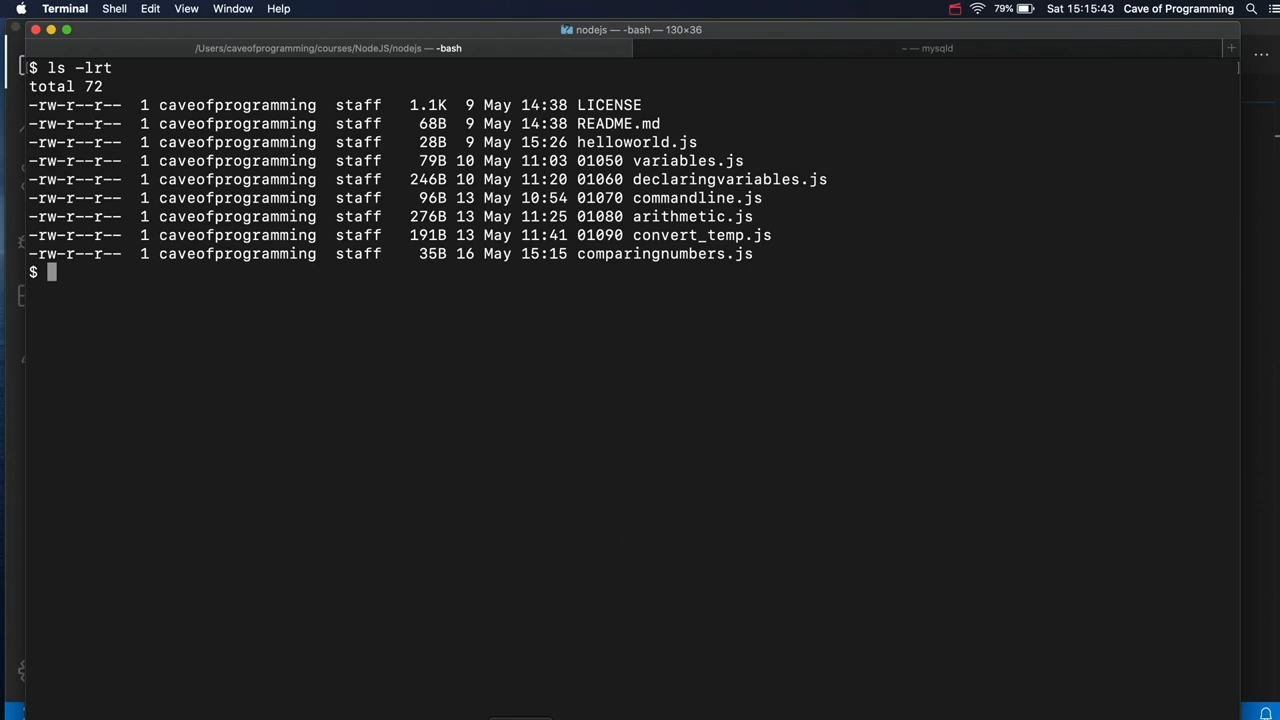 Terminal Shell Edit View Window Help 79% Sat 15:15:43 Cave of Programming
nodejs — -bash — 130×36
/Users/caveofprogramming/courses/NodeJS/nodejs — -bash
~ — mysqld
$ ls -lrt
total 72
-rw-r--r-- 1 caveofprogramming staff 1.1K 9 May 14:38 LICENSE
-rw-r--r-- 1 caveofprogramming staff 68B 9 May 14:38 README.md
-rw-r--r-- 1 caveofprogramming staff 28B 9 May 15:26 helloworld.js
-rw-r--r-- 1 caveofprogramming staff 79B 10 May 11:03 01050 variables.js
-rw-r--r-- 1 caveofprogramming staff 246B 10 May 11:20 01060 declaringvariables.js
-rw-r--r-- 1 caveofprogramming staff 96B 13 May 10:54 01070 commandline.js
-rw-r--r-- 1 caveofprogramming staff 276B 13 May 11:25 01080 arithmetic.js
-rw-r--r-- 1 caveofprogramming staff 191B 13 May 11:41 01090 convert_temp.js
-rw-r--r-- 1 caveofprogramming staff 35B 16 May 15:15 comparingnumbers.js
$